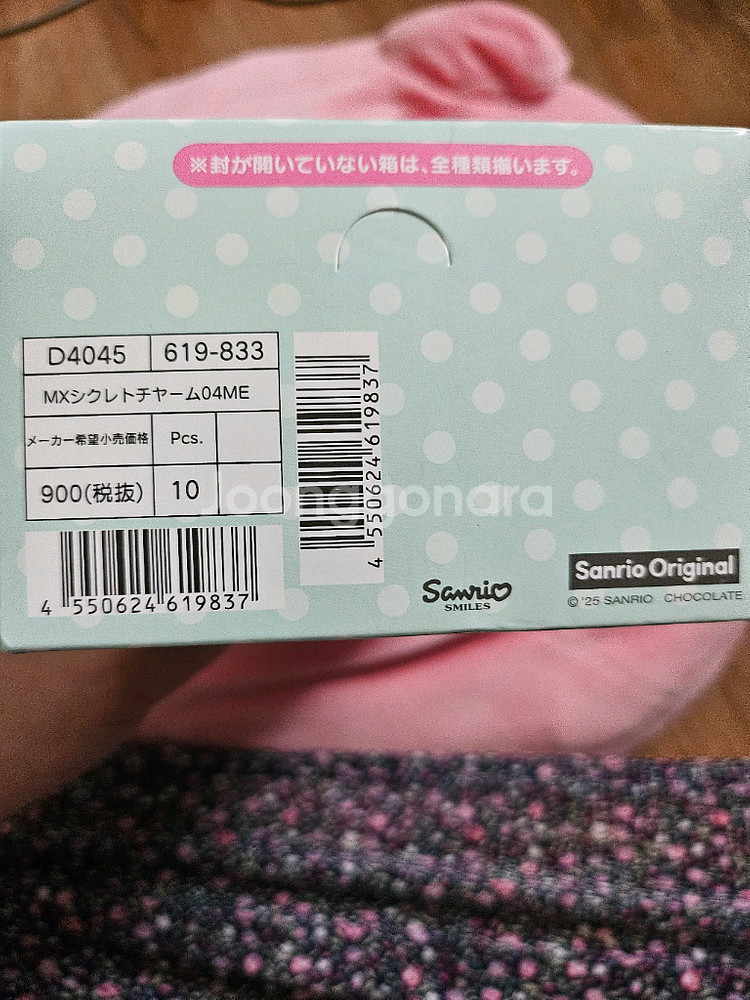 ※封が開いていない箱は、全種類揃います。
D4045 619-833
MXシクレトチヤーム04ME
メーカー希望小売価格 Pcs.
900(税抜) 10
4 550624 619837
4 550624 619837
Joonggonara
Sanrio
SMILES
Sanrio Original
© '25 SANRIO CHOCOLATE